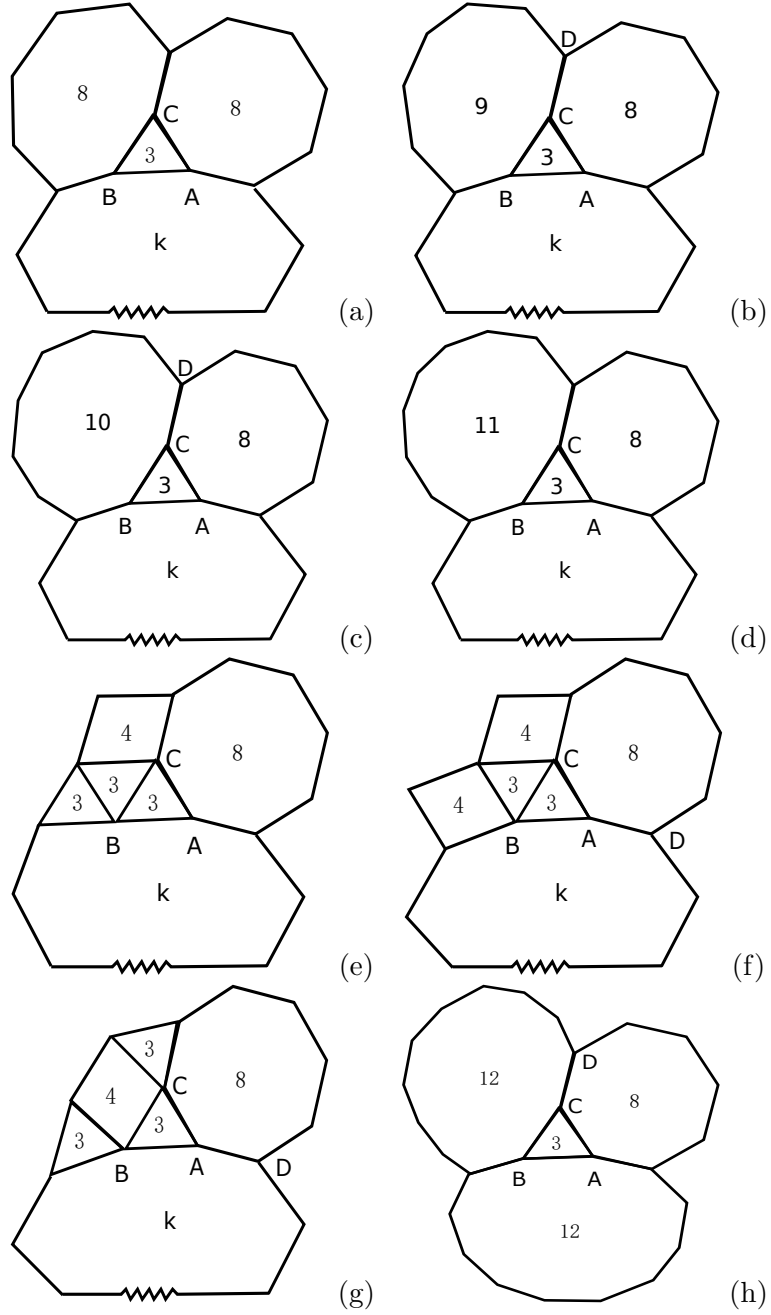 8 8 C 3 B A k (a)
D 9 8 C 3 B A k (b)
D 10 8 C 3 B A k (c)
11 8 C 3 B A k (d)
4 8 C 3 3 3 B A k (e)
4 8 C 3 4 3 B A D k (f)
3 8 C 4 3 3 B A D k (g)
12 D 8 C 3 B A 12 (h)